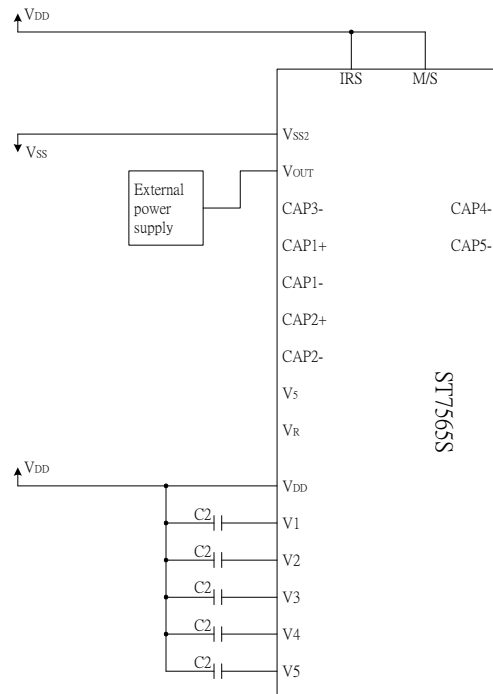 VDD
IRS M/S
VSS2
VSS
VOUT
External
power
supply
CAP3- CAP4-
CAP1+ CAP5-
CAP1-
CAP2+
CAP2-
V5
VR
ST7565S
VDD
VDD
C2 V1
C2 V2
C2 V3
C2 V4
C2 V5